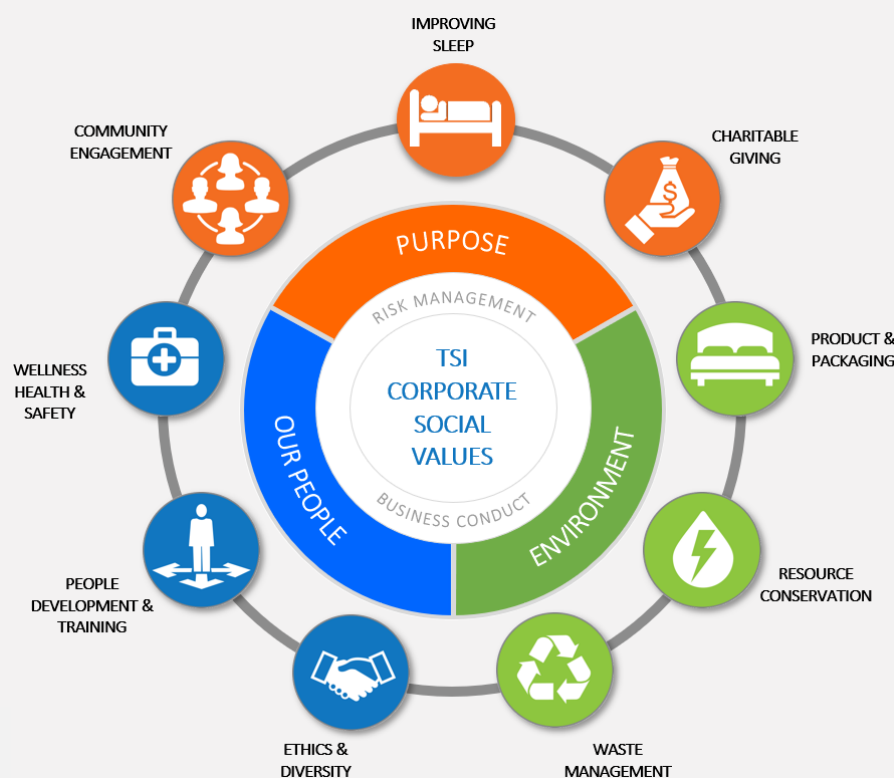 IMPROVING
SLEEP
COMMUNITY
ENGAGEMENT
CHARITABLE
GIVING
$
PURPOSE
RISK MANAGEMENT
TSI
CORPORATE
SOCIAL
VALUES
BUSINESS CONDUCT
OUR PEOPLE
ENVIRONMENT
PRODUCT &
PACKAGING
WELLNESS
HEALTH &
SAFETY
RESOURCE
CONSERVATION
PEOPLE
DEVELOPMENT &
TRAINING
ETHICS &
DIVERSITY
WASTE
MANAGEMENT